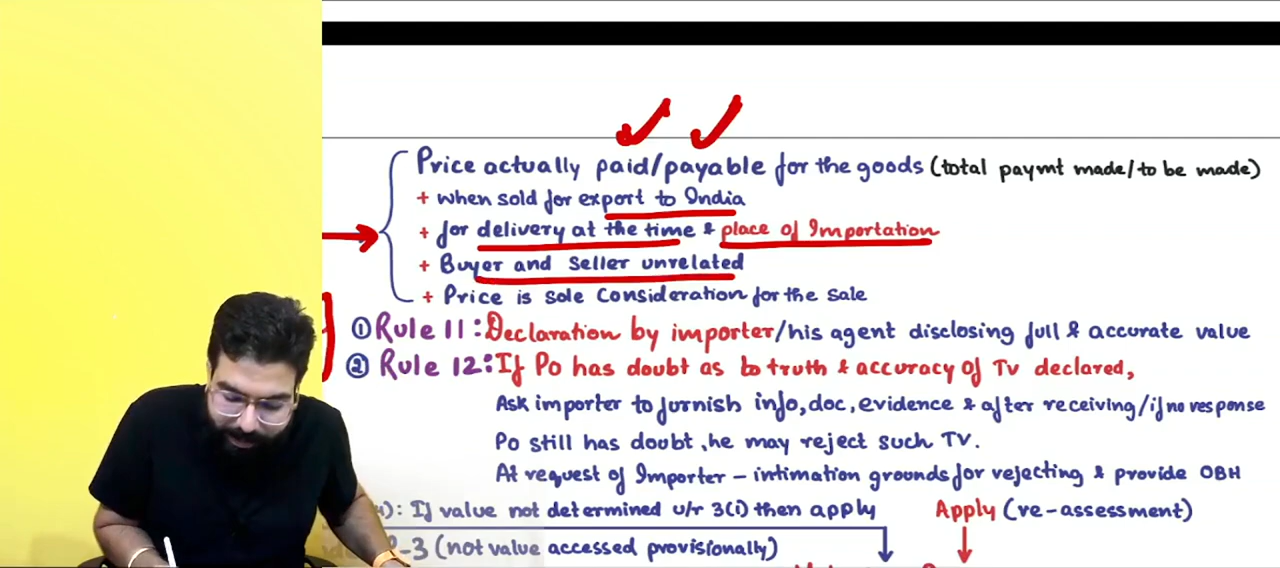 Price actually paid/payable for the goods (total paymt made/to be made)
+ when sold for export to India
+ for delivery at the time & place of Importation
+ Buyer and Seller unrelated
+ Price is sole Consideration for the sale
① Rule 11: Declaration by importer/his agent disclosing full & accurate value
② Rule 12: If Po has doubt as to truth & accuracy of TV declared,
Ask importer to furnish info, doc, evidence & after receiving/if no response
Po still has doubt, he may reject such TV.
At request of Importer – intimation grounds for rejecting & provide OBH
): If value not determined u/r 3(i) then apply Apply (re-assessment)
-3 (not value accessed provisionally)